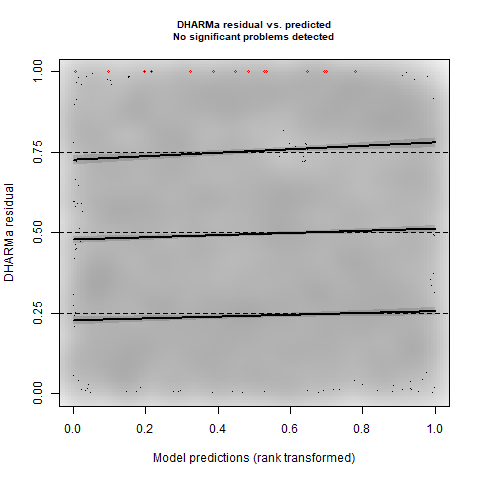 DHARMa residual vs. predicted
No significant problems detected
1.00
0.75
0.50
0.25
0.00
DHARMa residual
0.0 0.2 0.4 0.6 0.8 1.0
Model predictions (rank transformed)